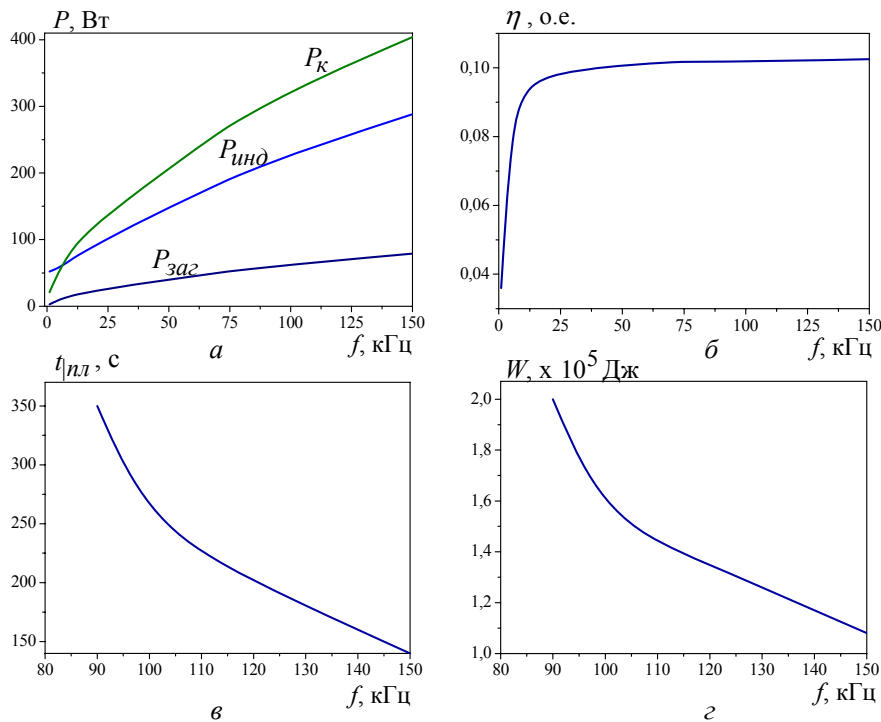 P, Вт
400
300
200
100
0
P_к
P_инд
P_заг
0 25 50 75 100 125 150
f, кГц
а
η , о.е.
0,10
0,08
0,06
0,04
0 25 50 75 100 125 150
f, кГц
б
t|пл , с
350
300
250
200
150
80 90 100 110 120 130 140 150
f, кГц
в
W, x 10^5 Дж
2,0
1,8
1,6
1,4
1,2
1,0
80 90 100 110 120 130 140 150
f, кГц
г